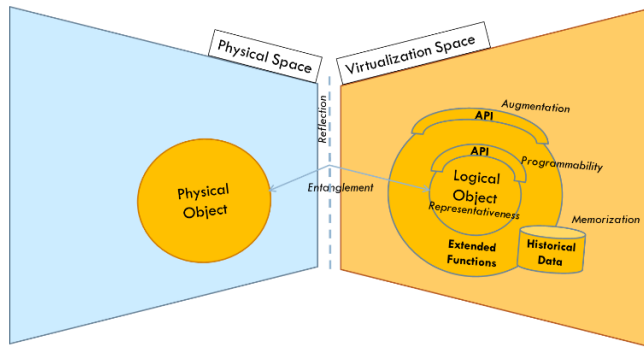 Physical Space
Virtualization Space
Reflection
Augmentation
API
API
Programmability
Physical
Object
Entanglement
Logical
Object
Representativeness
Memorization
Extended
Functions
Historical
Data